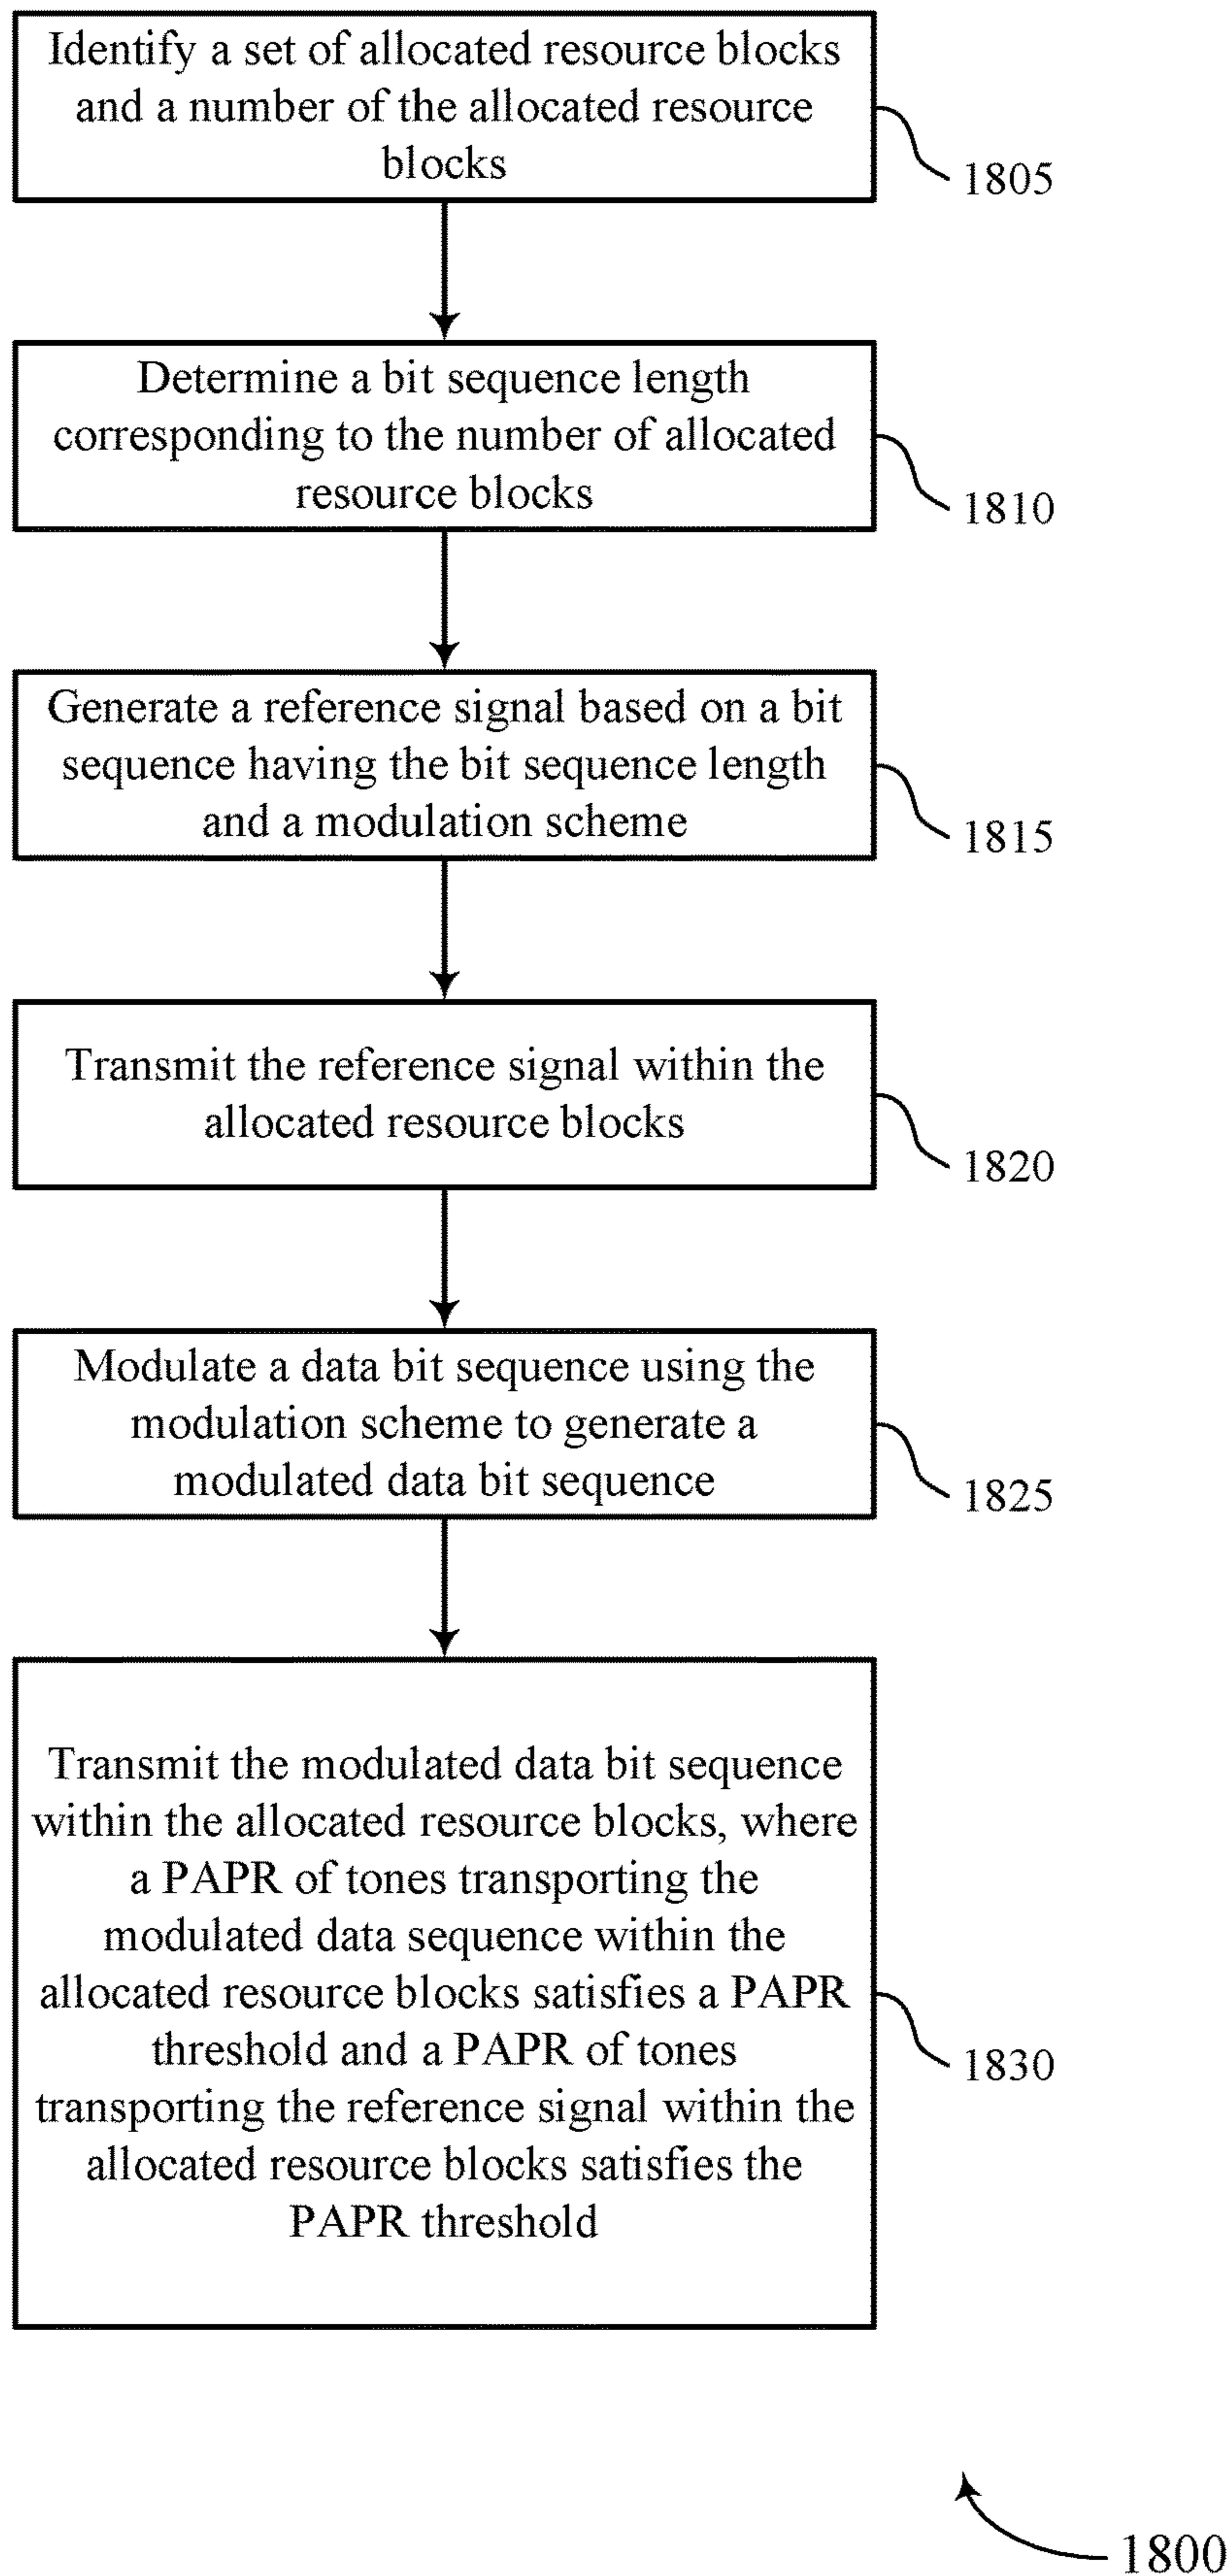 Identify a set of allocated resource blocks
and a number of the allocated resource
blocks
1805
Determine a bit sequence length
corresponding to the number of allocated
resource blocks
1810
Generate a reference signal based on a bit
sequence having the bit sequence length
and a modulation scheme
1815
Transmit the reference signal within the
allocated resource blocks
1820
Modulate a data bit sequence using the
modulation scheme to generate a
modulated data bit sequence
1825
Transmit the modulated data bit sequence
within the allocated resource blocks, where
a PAPR of tones transporting the
modulated data sequence within the
allocated resource blocks satisfies a PAPR
threshold and a PAPR of tones
transporting the reference signal within the
allocated resource blocks satisfies the
PAPR threshold
1830
1800